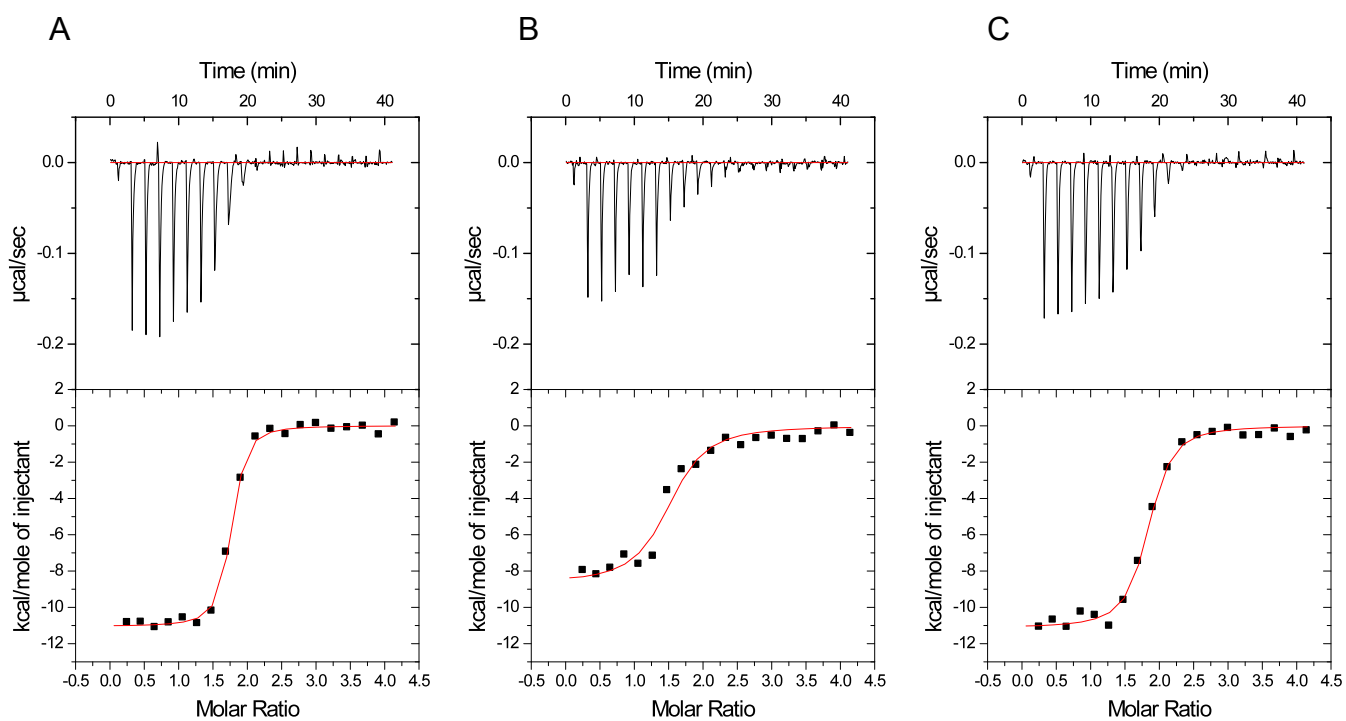 A
B
C
Time (min)
Time (min)
Time (min)
0 10 20 30 40
0 10 20 30 40
0 10 20 30 40
0.0
-0.1
-0.2
µcal/sec
0.0
-0.1
-0.2
µcal/sec
0.0
-0.1
-0.2
µcal/sec
2
0
-2
-4
-6
-8
-10
-12
kcal/mole of injectant
2
0
-2
-4
-6
-8
-10
-12
kcal/mole of injectant
2
0
-2
-4
-6
-8
-10
-12
kcal/mole of injectant
-0.5 0.0 0.5 1.0 1.5 2.0 2.5 3.0 3.5 4.0 4.5
-0.5 0.0 0.5 1.0 1.5 2.0 2.5 3.0 3.5 4.0 4.5
-0.5 0.0 0.5 1.0 1.5 2.0 2.5 3.0 3.5 4.0 4.5
Molar Ratio
Molar Ratio
Molar Ratio